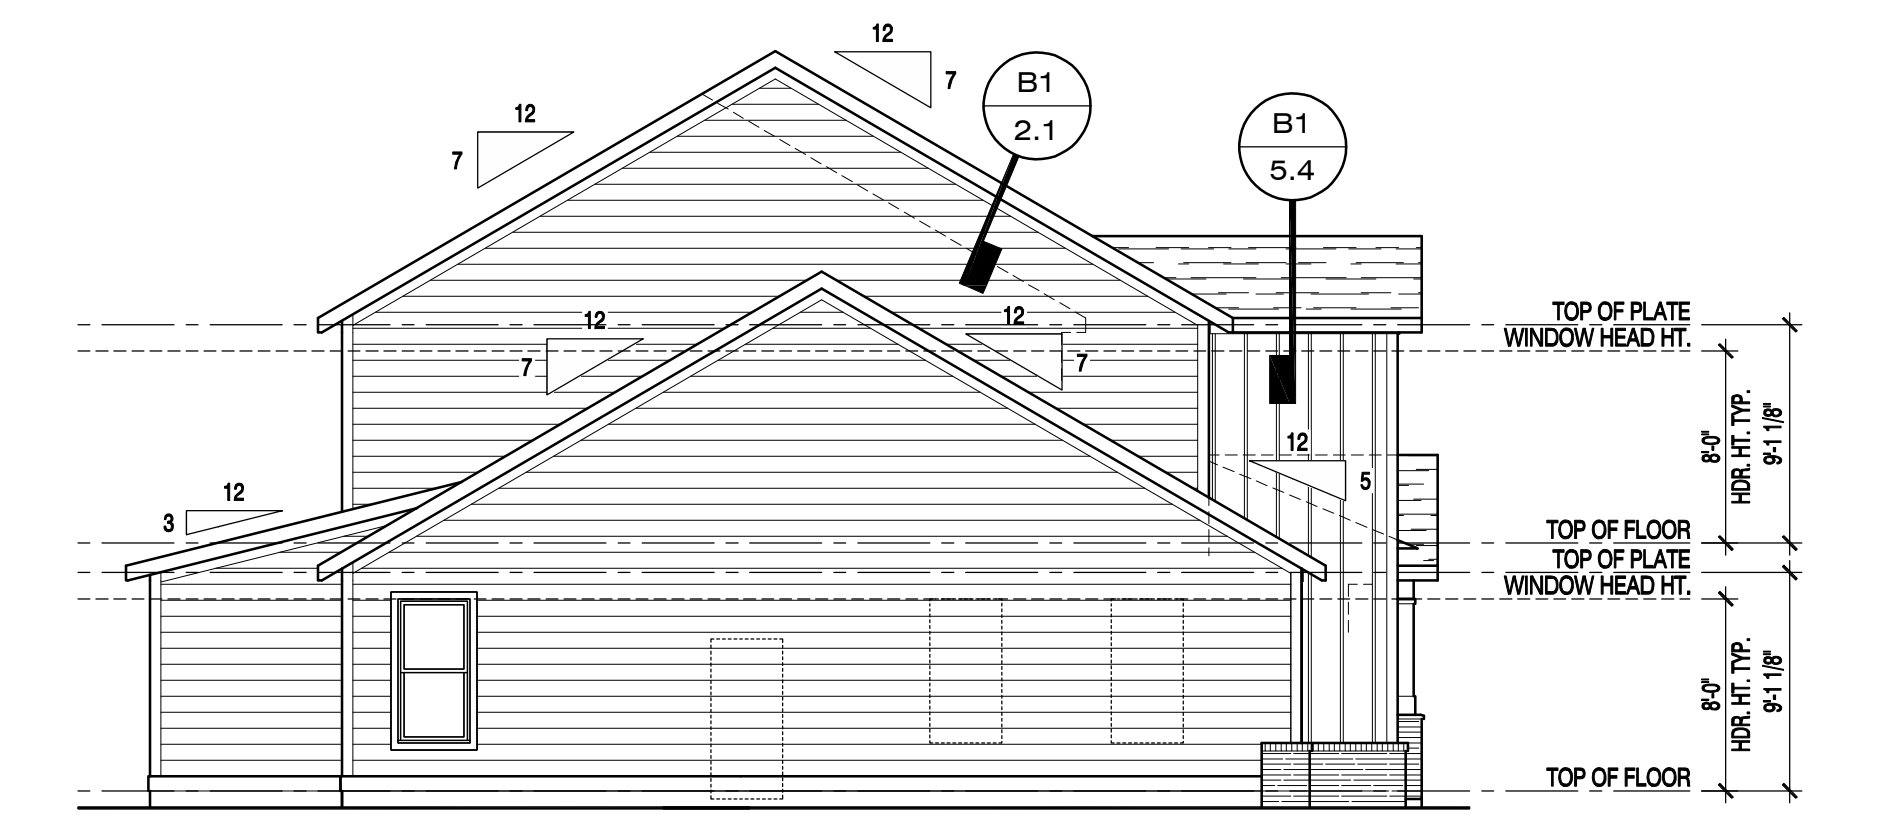 12
7
12
7
B1
2.1
B1
5.4
12
7
12
7
TOP OF PLATE
WINDOW HEAD HT.
12
5
12
3
8'-0"
HDR. HT. TYP.
9'-1 1/8"
TOP OF FLOOR
TOP OF PLATE
WINDOW HEAD HT.
8'-0"
HDR. HT. TYP.
9'-1 1/8"
TOP OF FLOOR